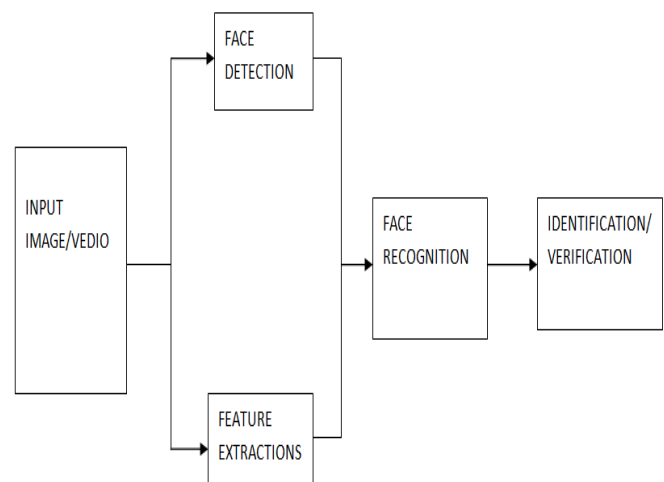 FACE
DETECTION
INPUT
IMAGE/VEDIO
FACE
RECOGNITION
IDENTIFICATION/
VERIFICATION
FEATURE
EXTRACTIONS